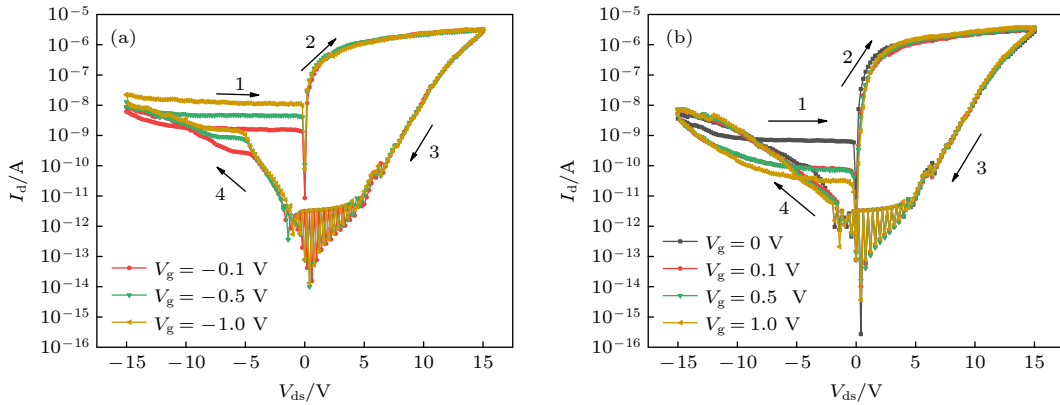 (a)
2
1
3
4
10⁻⁵
10⁻⁶
10⁻⁷
10⁻⁸
10⁻⁹
10⁻¹⁰
10⁻¹¹
10⁻¹²
10⁻¹³
10⁻¹⁴
10⁻¹⁵
10⁻¹⁶
I_d/A
V_g = −0.1 V
V_g = −0.5 V
V_g = −1.0 V
−15 −10 −5 0 5 10 15
V_ds/V
(b)
2
1
3
4
10⁻⁵
10⁻⁶
10⁻⁷
10⁻⁸
10⁻⁹
10⁻¹⁰
10⁻¹¹
10⁻¹²
10⁻¹³
10⁻¹⁴
10⁻¹⁵
10⁻¹⁶
I_d/A
V_g = 0 V
V_g = 0.1 V
V_g = 0.5 V
V_g = 1.0 V
−15 −10 −5 0 5 10 15
V_ds/V